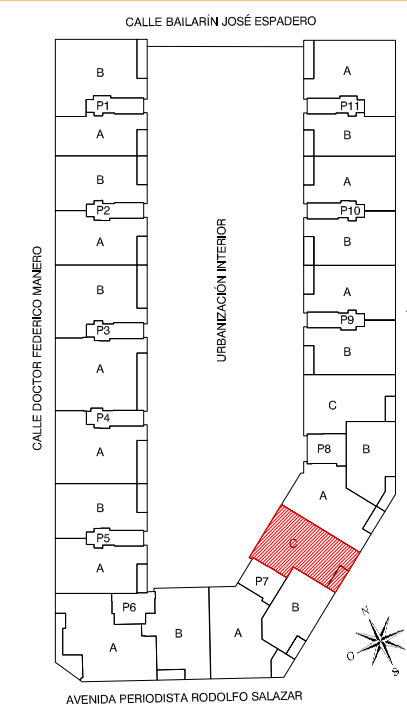 CALLE BAILARÍN JOSÉ ESPADERO
B
A
P1
P11
A
B
B
A
P2
P10
A
B
URBANIZACIÓN INTERIOR
CALLE DOCTOR FEDERICO MANERO
B
A
P3
P9
A
B
C
P4
P8
B
A
A
B
P5
C
A
P7
P6
B
A
B
A
N
O
S
AVENIDA PERIODISTA RODOLFO SALAZAR